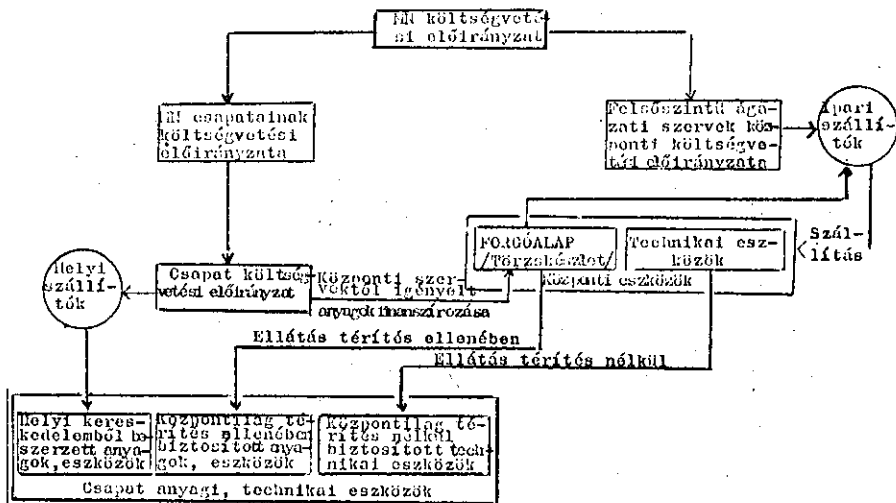 költségveté-
si előirányzat
csapatainak
költségvetési
előirányzata
Felsőszintű ága-
zati szervek köz-
ponti költségve-
tési előirányzata
Ipari
szállí-
tók
FORGÓALAP
/Törzskészlet/
Technikai esz-
közök
Központi eszközök
Szál-
lítás
Helyi
szállí-
tók
Csapat költség-
vetési előirányzat
Központi szer-
vektől igényelt
anyagok finanszírozása
Ellátás térítés ellenében
Ellátás térítés nélkül
Helyi keres-
kedelemből be-
szerzett anya-
gok,eszközök
Központilag té-
rítés ellenében
biztosított anya-
gok, eszközök
Központilag té-
rítés nélkül
biztosított tech-
nikai eszközök
Csapat anyagi, technikai eszközök